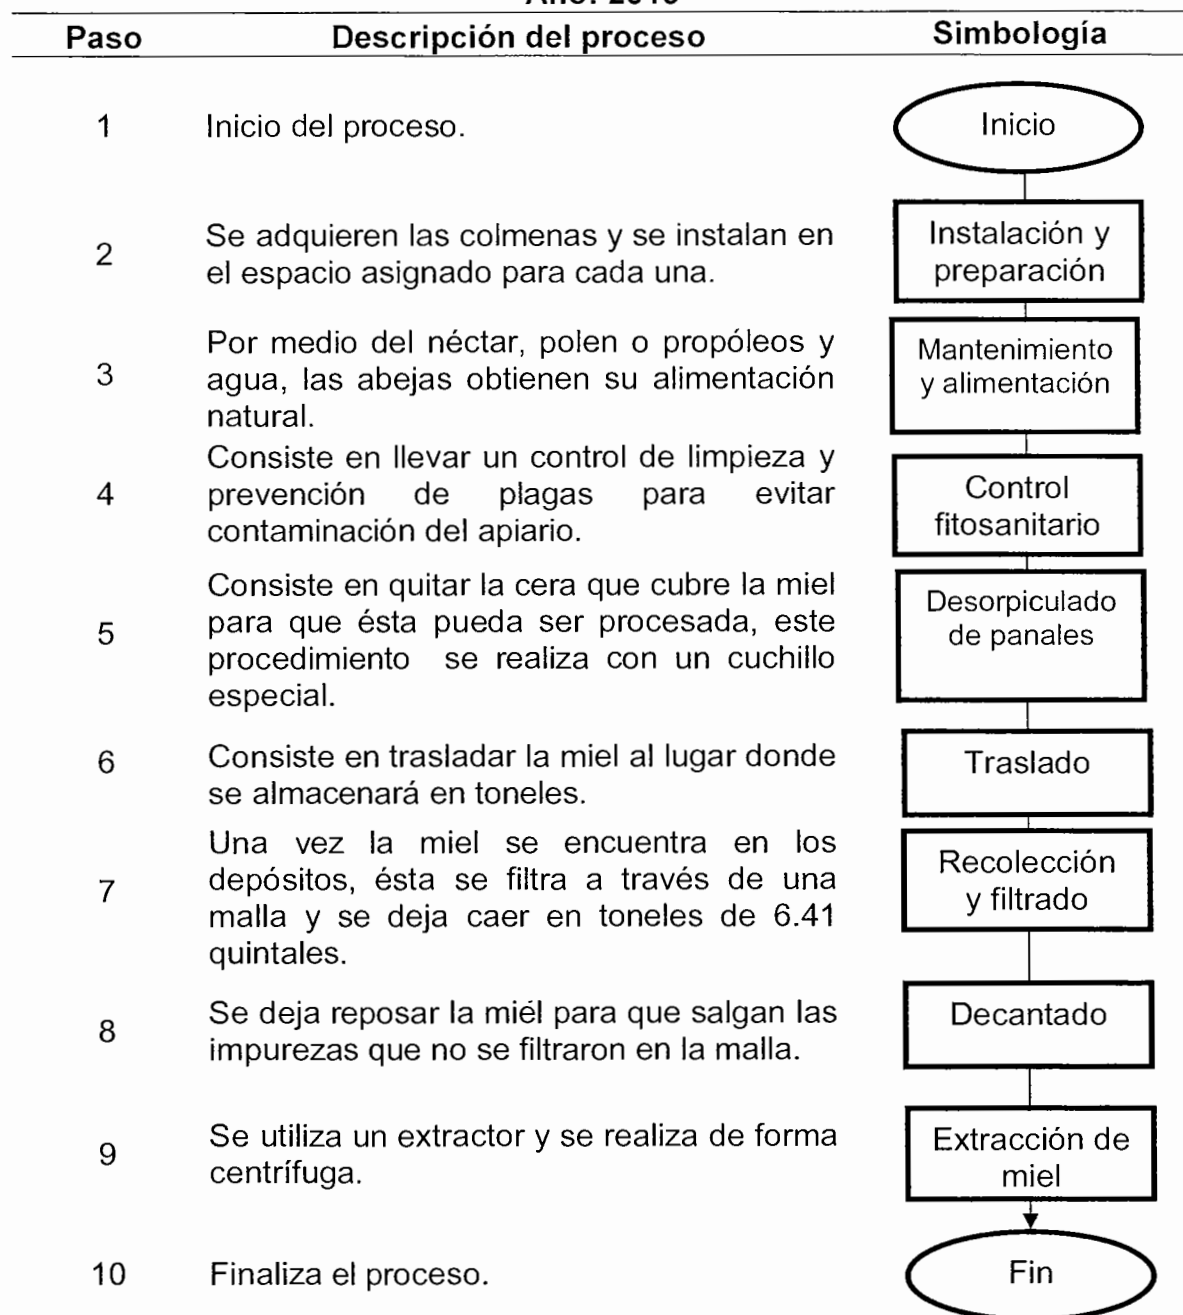 Paso Descripción del proceso Simbología
1 Inicio del proceso. Inicio
2 Se adquieren las colmenas y se instalan en
el espacio asignado para cada una.
Instalación y
preparación
3 Por medio del néctar, polen o propóleos y
agua, las abejas obtienen su alimentación
natural.
Mantenimiento
y alimentación
4 Consiste en llevar un control de limpieza y
prevención de plagas para evitar
contaminación del apiario.
Control
fitosanitario
5 Consiste en quitar la cera que cubre la miel
para que ésta pueda ser procesada, este
procedimiento se realiza con un cuchillo
especial.
Desorpiculado
de panales
6 Consiste en trasladar la miel al lugar donde
se almacenará en toneles.
Traslado
7 Una vez la miel se encuentra en los
depósitos, ésta se filtra a través de una
malla y se deja caer en toneles de 6.41
quintales.
Recolección
y filtrado
8 Se deja reposar la miél para que salgan las
impurezas que no se filtraron en la malla.
Decantado
9 Se utiliza un extractor y se realiza de forma
centrífuga.
Extracción de
miel
10 Finaliza el proceso. Fin